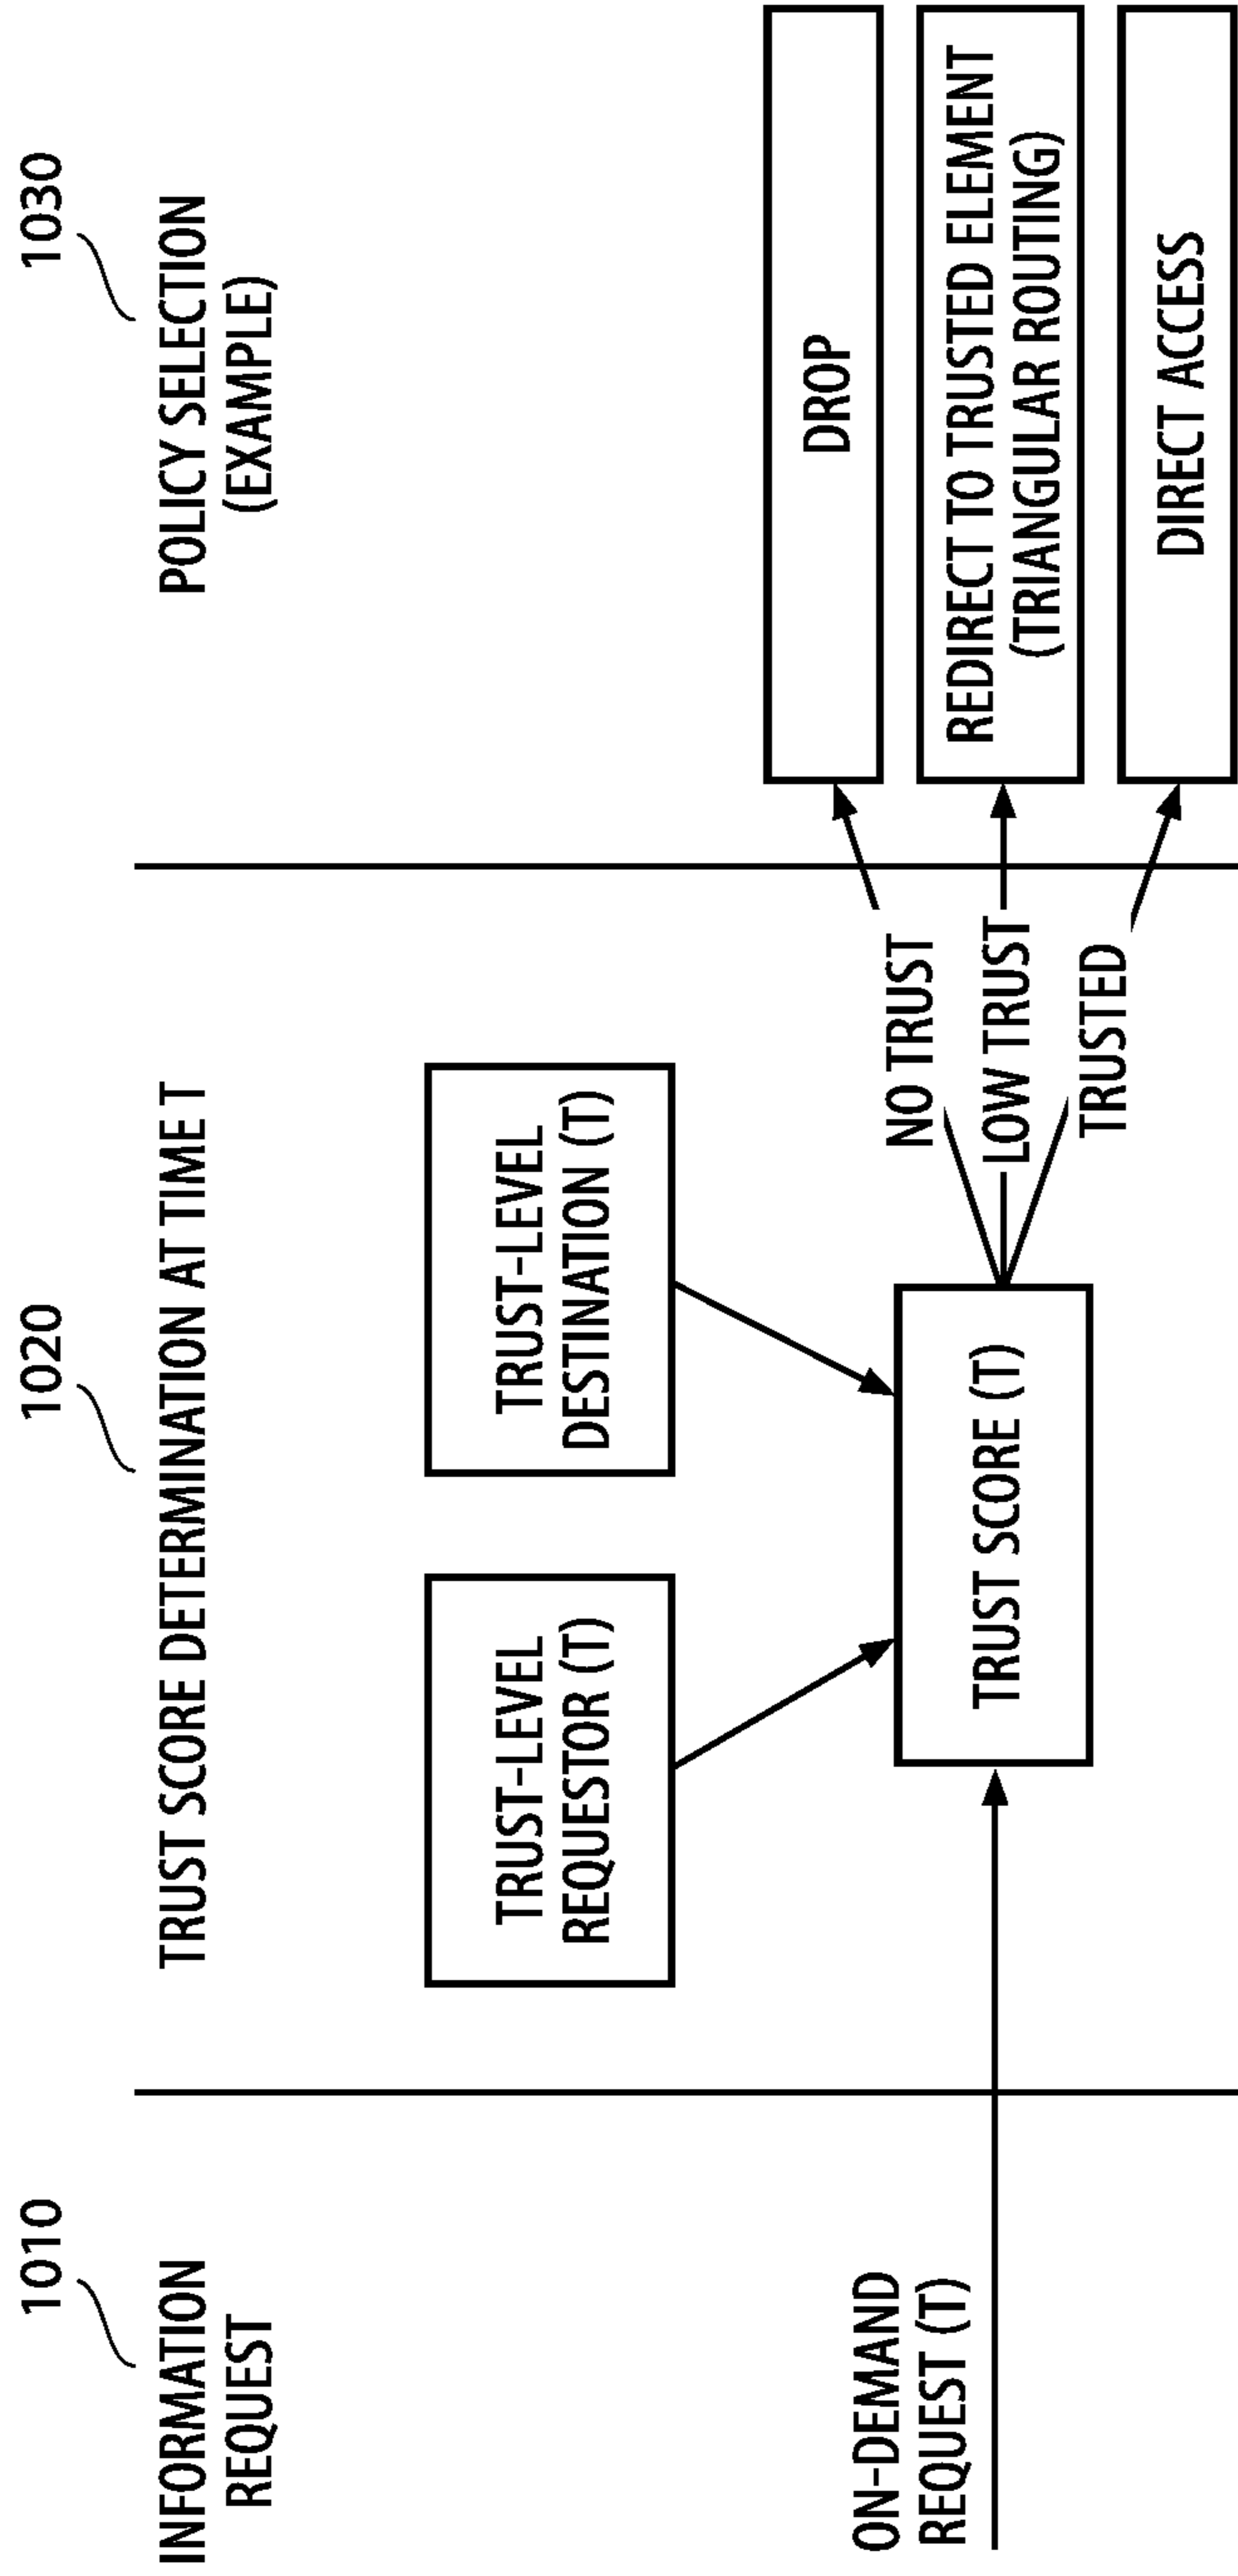 1010
INFORMATION
REQUEST
ON-DEMAND
REQUEST (T)
1020
TRUST SCORE DETERMINATION AT TIME T
TRUST-LEVEL
REQUESTOR (T)
TRUST-LEVEL
DESTINATION (T)
TRUST SCORE (T)
NO TRUST
LOW TRUST
TRUSTED
1030
POLICY SELECTION
(EXAMPLE)
DROP
REDIRECT TO TRUSTED ELEMENT
(TRIANGULAR ROUTING)
DIRECT ACCESS